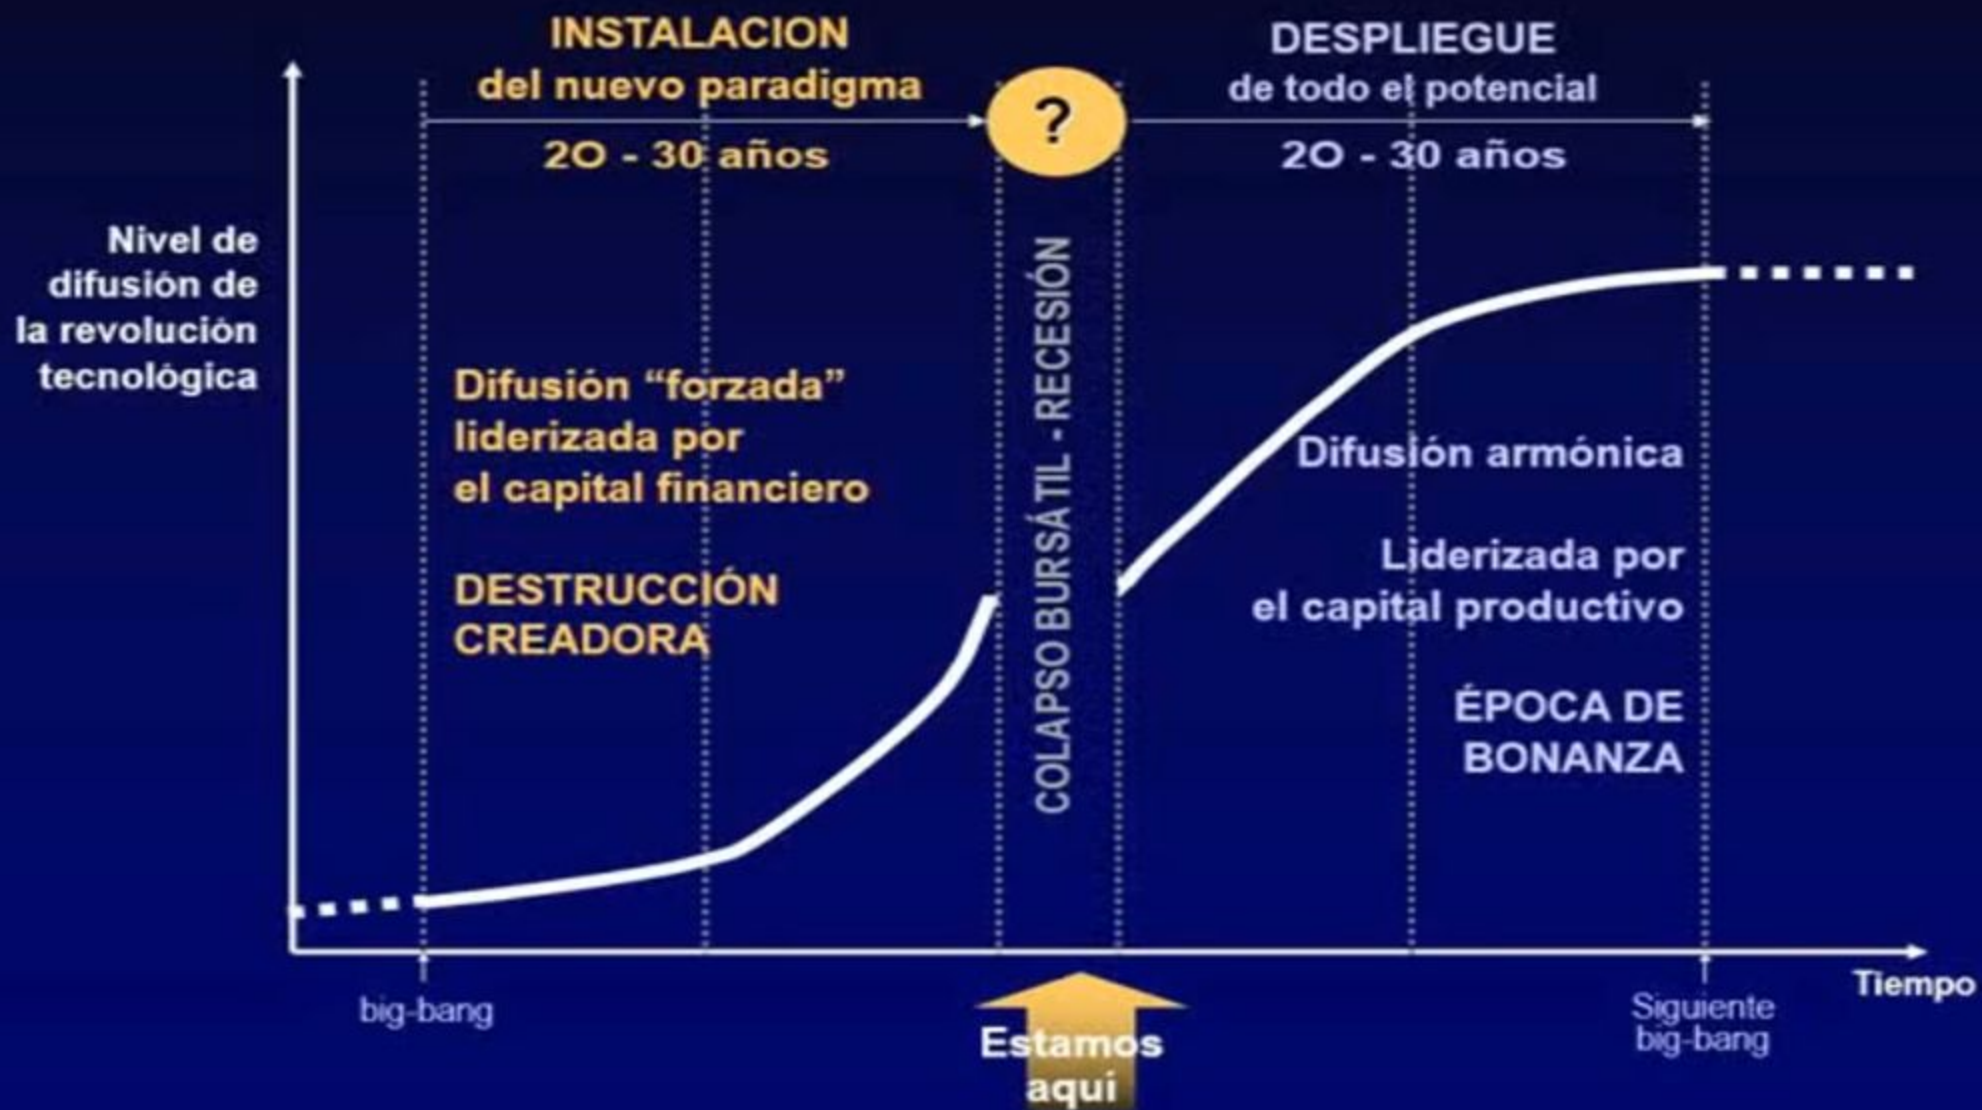 INSTALACION
del nuevo paradigma
2O - 30 años
?
DESPLIEGUE
de todo el potencial
2O - 30 años
Nivel de
difusión de
la revolución
tecnológica
Difusión “forzada”
liderizada por
el capital financiero
DESTRUCCIÓN
CREADORA
COLAPSO BURSÁTIL - RECESIÓN
Difusión armónica
Liderizada por
el capital productivo
ÉPOCA DE
BONANZA
big-bang
Estamos
aquí
Siguiente
big-bang
Tiempo